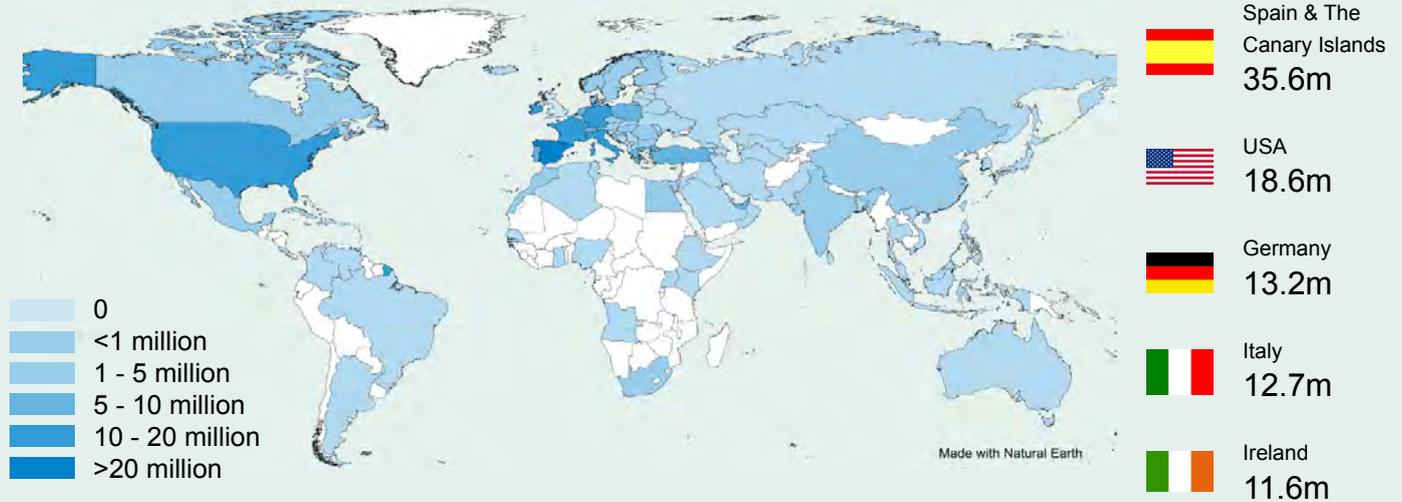 0
<1 million
1 - 5 million
5 - 10 million
10 - 20 million
>20 million
Made with Natural Earth
Spain & The
Canary Islands
35.6m
USA
18.6m
Germany
13.2m
Italy
12.7m
Ireland
11.6m